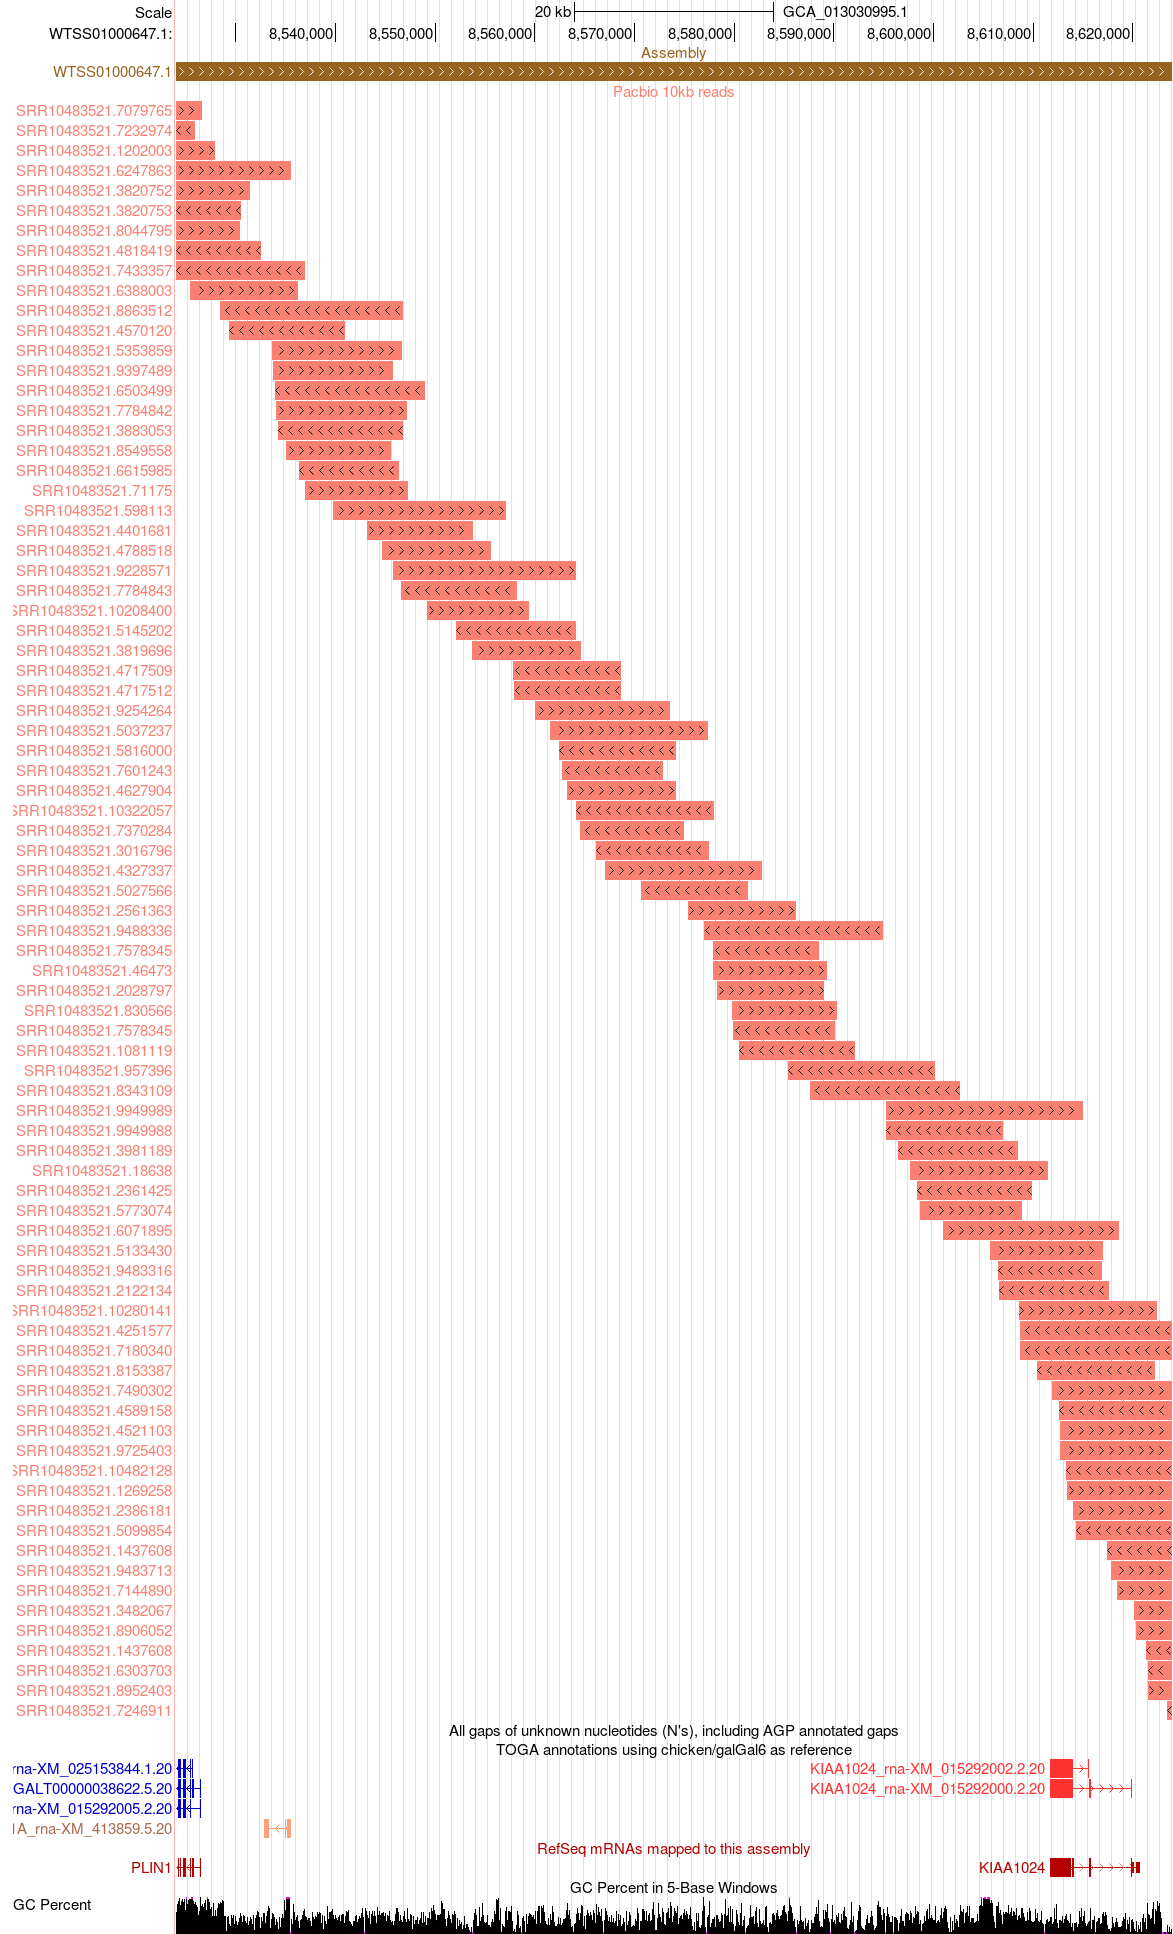 Scale 20 kb GCA_013030995.1
WTSS01000647.1: 8,540,000 8,550,000 8,560,000 8,570,000 8,580,000 8,590,000 8,600,000 8,610,000 8,620,000
Assembly
WTSS01000647.1
Pacbio 10kb reads
SRR10483521.7079765
SRR10483521.7232974
SRR10483521.1202003
SRR10483521.6247863
SRR10483521.3820752
SRR10483521.3820753
SRR10483521.8044795
SRR10483521.4818419
SRR10483521.7433357
SRR10483521.6388003
SRR10483521.8863512
SRR10483521.4570120
SRR10483521.5353859
SRR10483521.9397489
SRR10483521.6503499
SRR10483521.7784842
SRR10483521.3883053
SRR10483521.8549558
SRR10483521.6615985
SRR10483521.71175
SRR10483521.598113
SRR10483521.4401681
SRR10483521.4788518
SRR10483521.9228571
SRR10483521.7784843
SRR10483521.10208400
SRR10483521.5145202
SRR10483521.3819696
SRR10483521.4717509
SRR10483521.4717512
SRR10483521.9254264
SRR10483521.5037237
SRR10483521.5816000
SRR10483521.7601243
SRR10483521.4627904
SRR10483521.10322057
SRR10483521.7370284
SRR10483521.3016796
SRR10483521.4327337
SRR10483521.5027566
SRR10483521.2561363
SRR10483521.9488336
SRR10483521.7578345
SRR10483521.46473
SRR10483521.2028797
SRR10483521.830566
SRR10483521.7578345
SRR10483521.1081119
SRR10483521.957396
SRR10483521.8343109
SRR10483521.9949989
SRR10483521.9949988
SRR10483521.3981189
SRR10483521.18638
SRR10483521.2361425
SRR10483521.5773074
SRR10483521.6071895
SRR10483521.5133430
SRR10483521.9483316
SRR10483521.2122134
SRR10483521.10280141
SRR10483521.4251577
SRR10483521.7180340
SRR10483521.8153387
SRR10483521.7490302
SRR10483521.4589158
SRR10483521.4521103
SRR10483521.9725403
SRR10483521.10482128
SRR10483521.1269258
SRR10483521.2386181
SRR10483521.5099854
SRR10483521.1437608
SRR10483521.9483713
SRR10483521.7144890
SRR10483521.3482067
SRR10483521.8906052
SRR10483521.1437608
SRR10483521.6303703
SRR10483521.8952403
SRR10483521.7246911
All gaps of unknown nucleotides (N's), including AGP annotated gaps
TOGA annotations using chicken/galGal6 as reference
rna-XM_025153844.1.20 KIAA1024_rna-XM_015292002.2.20
GALT00000038622.5.20 KIAA1024_rna-XM_015292000.2.20
rna-XM_015292005.2.20
A_rna-XM_413859.5.20
RefSeq mRNAs mapped to this assembly
PLIN1 KIAA1024
GC Percent in 5-Base Windows
GC Percent